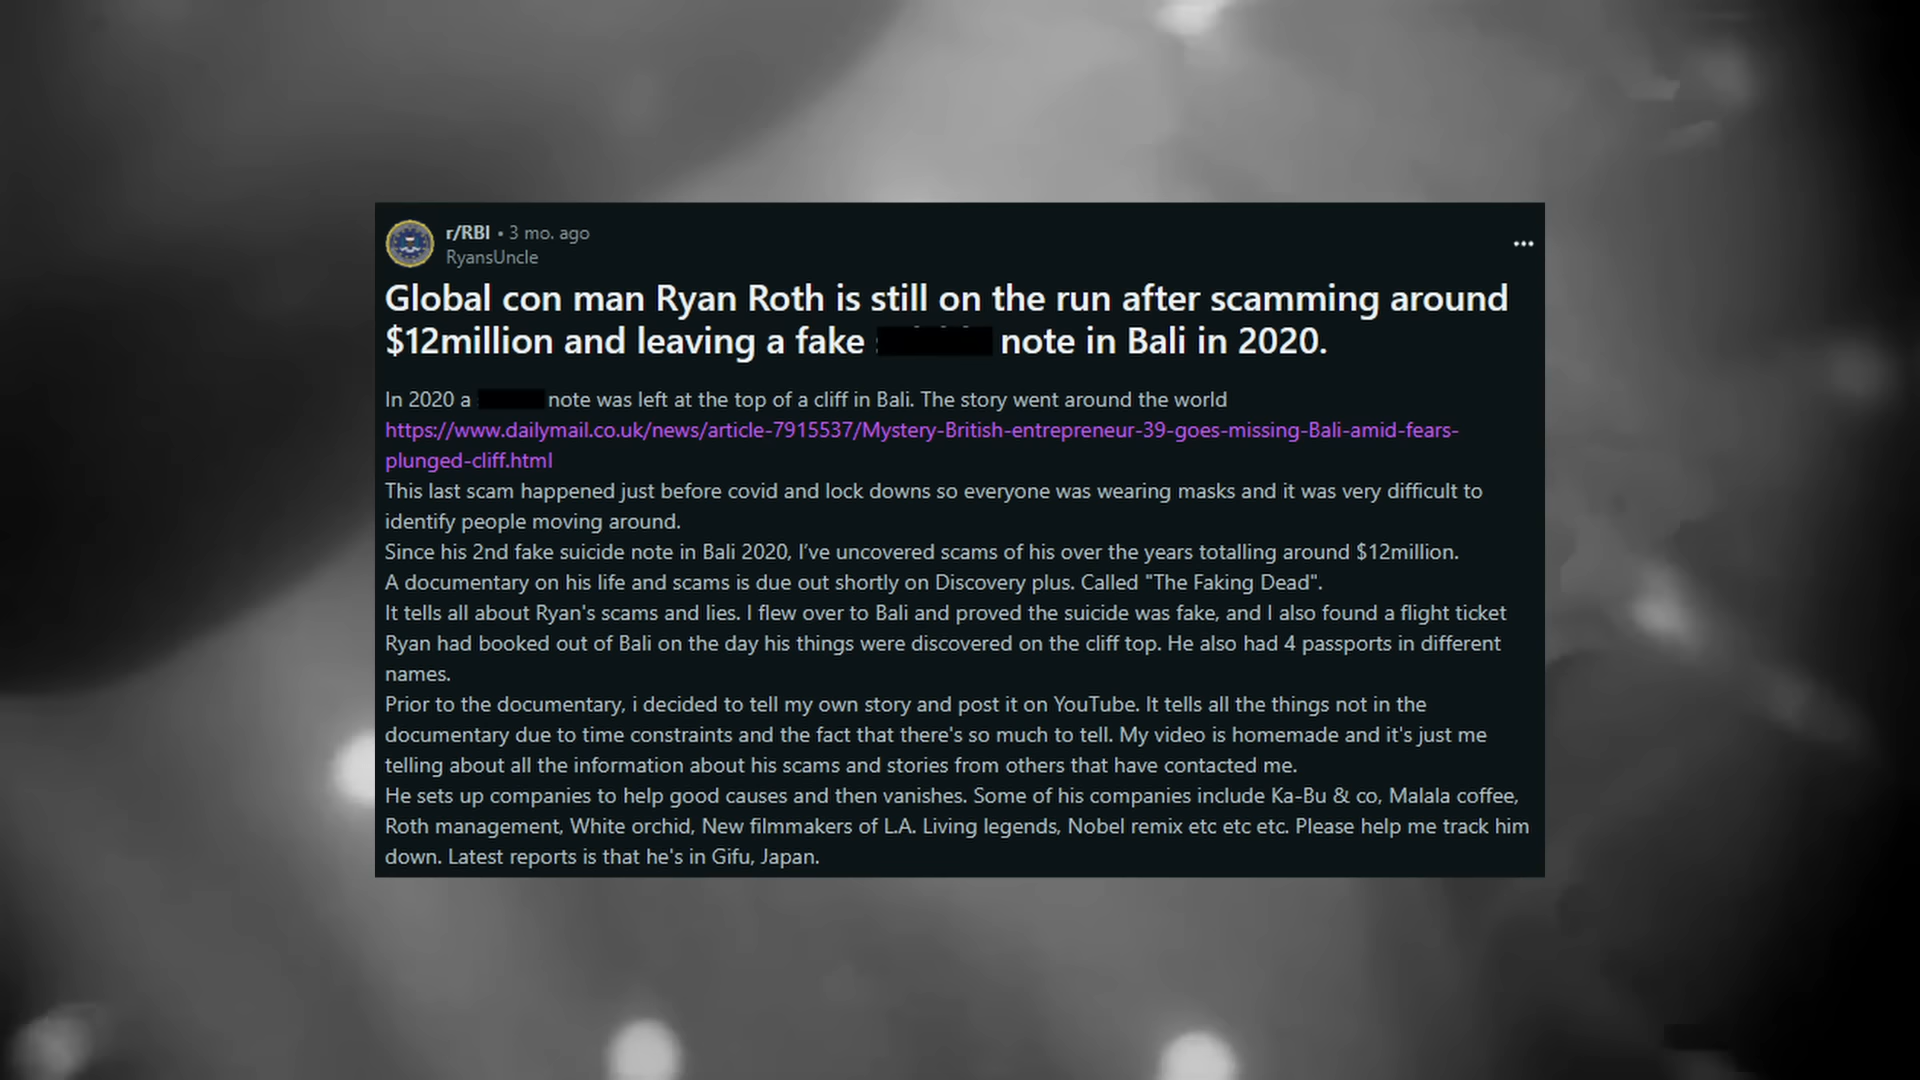 r/RBI • 3 mo. ago
RyansUncle
Global con man Ryan Roth is still on the run after scamming around
$12million and leaving a fake note in Bali in 2020.
In 2020 a note was left at the top of a cliff in Bali. The story went around the world
https://www.dailymail.co.uk/news/article-7915537/Mystery-British-entrepreneur-39-goes-missing-Bali-amid-fears-
plunged-cliff.html
This last scam happened just before covid and lock downs so everyone was wearing masks and it was very difficult to
identify people moving around.
Since his 2nd fake suicide note in Bali 2020, I've uncovered scams of his over the years totalling around $12million.
A documentary on his life and scams is due out shortly on Discovery plus. Called "The Faking Dead".
It tells all about Ryan's scams and lies. I flew over to Bali and proved the suicide was fake, and I also found a flight ticket
Ryan had booked out of Bali on the day his things were discovered on the cliff top. He also had 4 passports in different
names.
Prior to the documentary, i decided to tell my own story and post it on YouTube. It tells all the things not in the
documentary due to time constraints and the fact that there's so much to tell. My video is homemade and it's just me
telling about all the information about his scams and stories from others that have contacted me.
He sets up companies to help good causes and then vanishes. Some of his companies include Ka-Bu & co, Malala coffee,
Roth management, White orchid, New filmmakers of L.A. Living legends, Nobel remix etc etc etc. Please help me track him
down. Latest reports is that he's in Gifu, Japan.